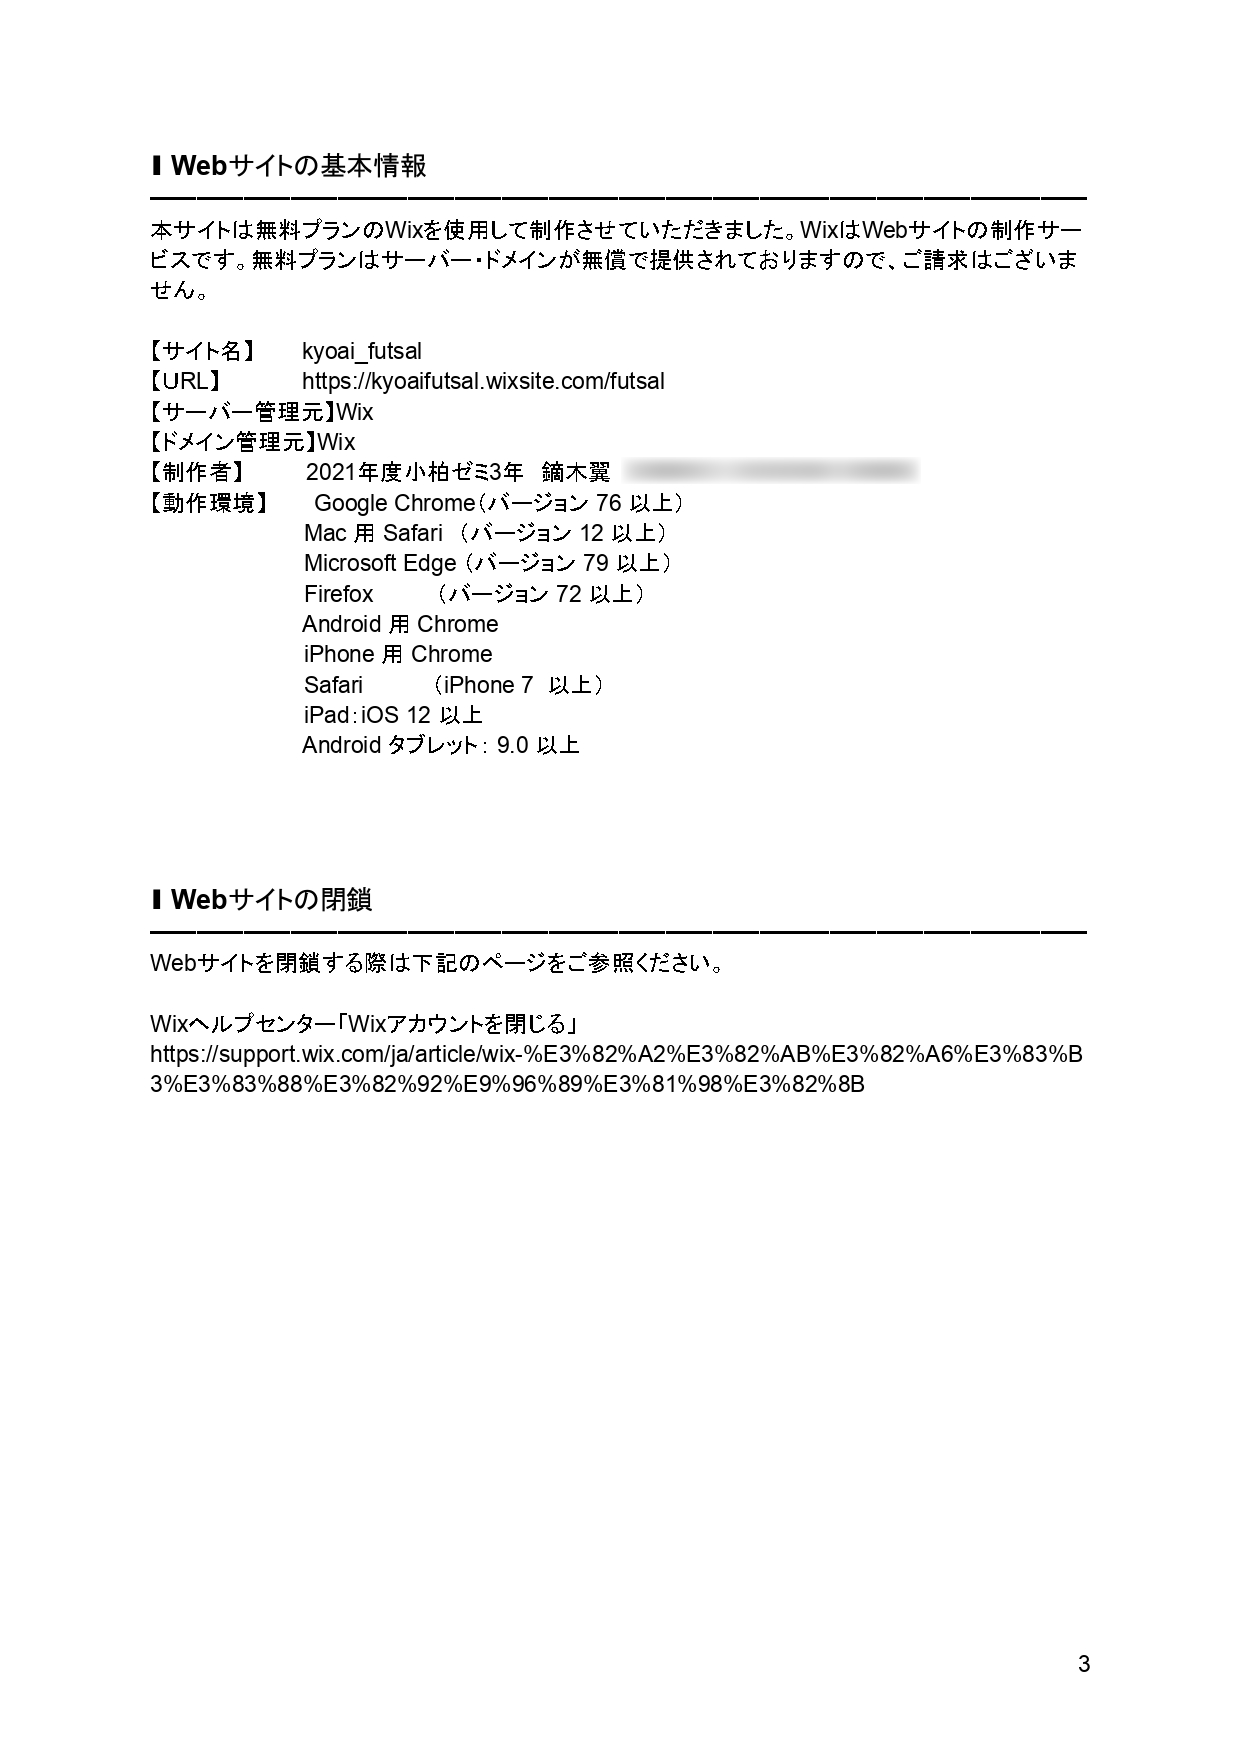 ▌Webサイトの基本情報
本サイトは無料プランのWixを使用して制作させていただきました。WixはWebサイトの制作サー
ビスです。無料プランはサーバー・ドメインが無償で提供されておりますので、ご請求はございま
せん。
【サイト名】 kyoai_futsal
【URL】 https://kyoaifutsal.wixsite.com/futsal
【サーバー管理元】Wix
【ドメイン管理元】Wix
【制作者】 2021年度小柏ゼミ3年 鏑木翼
【動作環境】 Google Chrome（バージョン 76 以上）
Mac 用 Safari （バージョン 12 以上）
Microsoft Edge （バージョン 79 以上）
Firefox （バージョン 72 以上）
Android 用 Chrome
iPhone 用 Chrome
Safari （iPhone 7 以上）
iPad：iOS 12 以上
Android タブレット： 9.0 以上
▌Webサイトの閉鎖
Webサイトを閉鎖する際は下記のページをご参照ください。
Wixヘルプセンター「Wixアカウントを閉じる」
https://support.wix.com/ja/article/wix-%E3%82%A2%E3%82%AB%E3%82%A6%E3%83%B
3%E3%83%88%E3%82%92%E9%96%89%E3%81%98%E3%82%8B
3